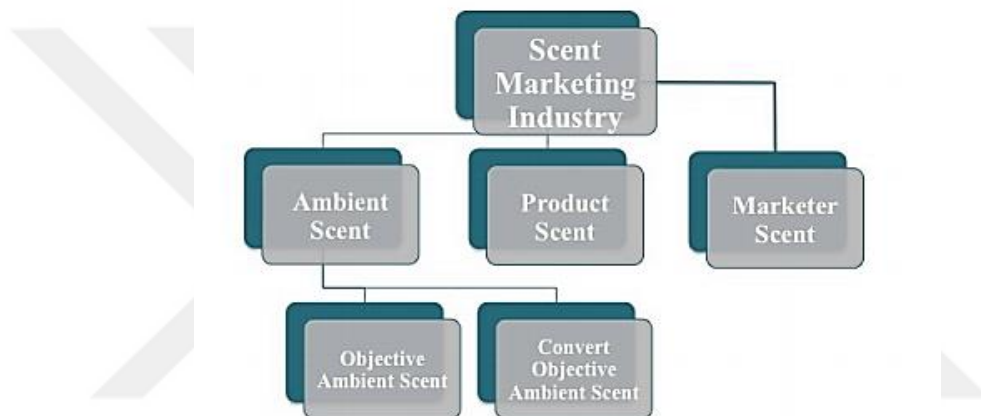 Scent
Marketing
Industry
Ambient
Scent
Product
Scent
Marketer
Scent
Objective
Ambient Scent
Convert
Objective
Ambient Scent